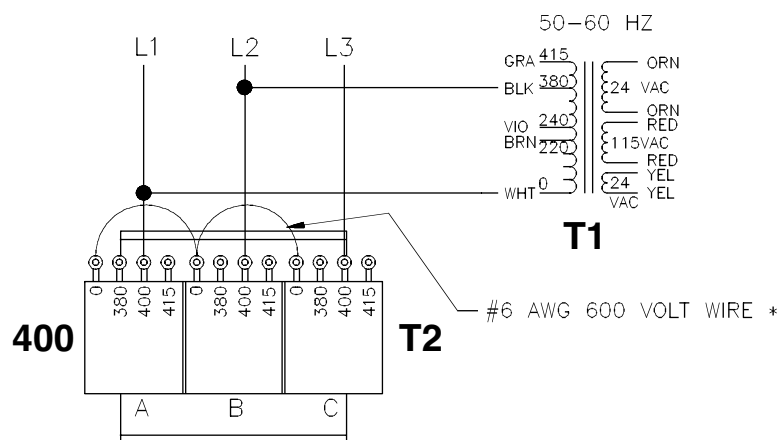 50-60 HZ
L1 L2 L3
GRA 415 ORN
BLK 380 24 VAC
ORN
VIO 240 RED
BRN 220 115VAC
RED
YEL
WHT 0 24 YEL
VAC
T1
0 380 400 415 0 380 400 415 0 380 400 415
#6 AWG 600 VOLT WIRE *
400 T2
A B C